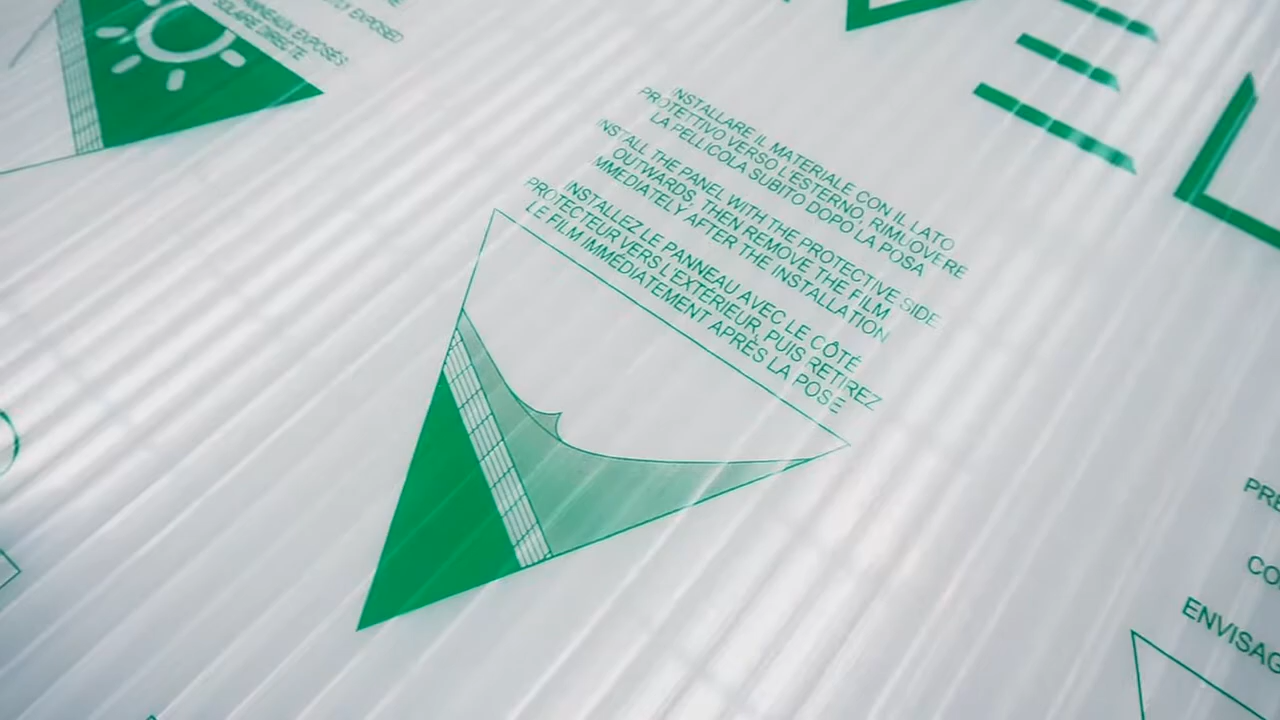 EXPOSED
PANNEAUX EXPOSÉS
SOLAIRE DIRECTE
INSTALLARE IL MATERIALE CON IL LATO
PROTETTIVO VERSO L'ESTERNO, RIMUOVERE
LA PELLICOLA SUBITO DOPO LA POSA
INSTALL THE PANEL WITH THE PROTECTIVE SIDE
OUTWARDS, THEN REMOVE THE FILM
IMMEDIATELY AFTER THE INSTALLATION
INSTALLEZ LE PANNEAU AVEC LE CÔTÉ
PROTECTEUR VERS L'EXTÉRIEUR, PUIS RETIREZ
LE FILM IMMÉDIATEMENT APRÈS LA POSE